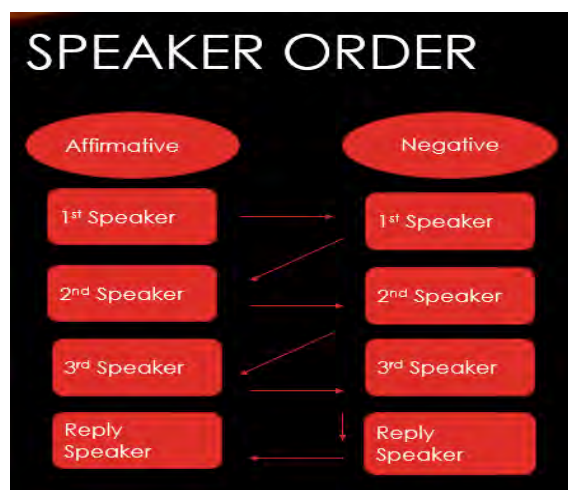 SPEAKER ORDER
Affirmative
Negative
1st Speaker
1st Speaker
2nd Speaker
2nd Speaker
3rd Speaker
3rd Speaker
Reply
Speaker
Reply
Speaker